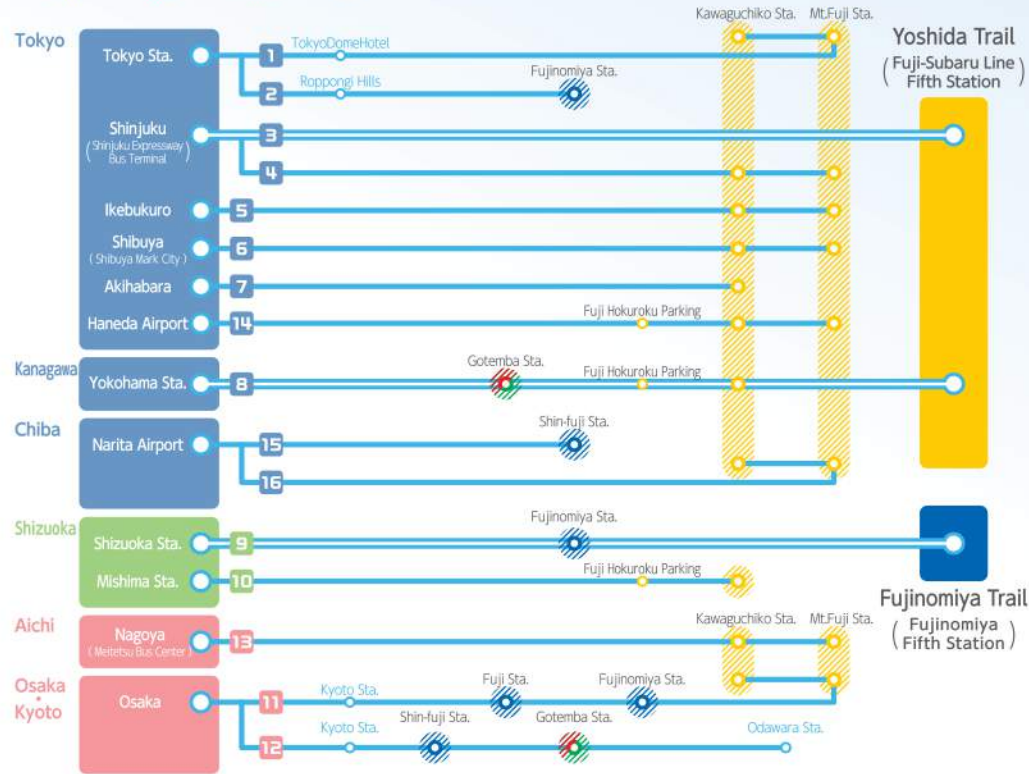 Kawaguchiko Sta. Mt.Fuji Sta.
Tokyo
Tokyo Sta.
1
TokyoDomeHotel
2
Roppongi Hills
Fujinomiya Sta.
Yoshida Trail
( Fuji-Subaru Line
Fifth Station )
Shinjuku
( Shinjuku Expressway
Bus Terminal )
3
4
Ikebukuro
5
Shibuya
( Shibuya Mark City )
6
Akihabara
7
Haneda Airport
14
Fuji Hokuroku Parking
Kanagawa
Yokohama Sta.
8
Gotemba Sta.
Fuji Hokuroku Parking
Chiba
Narita Airport
15
Shin-fuji Sta.
16
Shizuoka
Shizuoka Sta.
9
Fujinomiya Sta.
Mishima Sta.
10
Fuji Hokuroku Parking
Fujinomiya Trail
( Fujinomiya
Fifth Station )
Aichi
Nagoya
( Meitetsu Bus Center )
13
Kawaguchiko Sta. Mt.Fuji Sta.
Osaka
・
Kyoto
Osaka
11
Kyoto Sta.
Fuji Sta.
Fujinomiya Sta.
12
Kyoto Sta.
Shin-fuji Sta.
Gotemba Sta.
Odawara Sta.